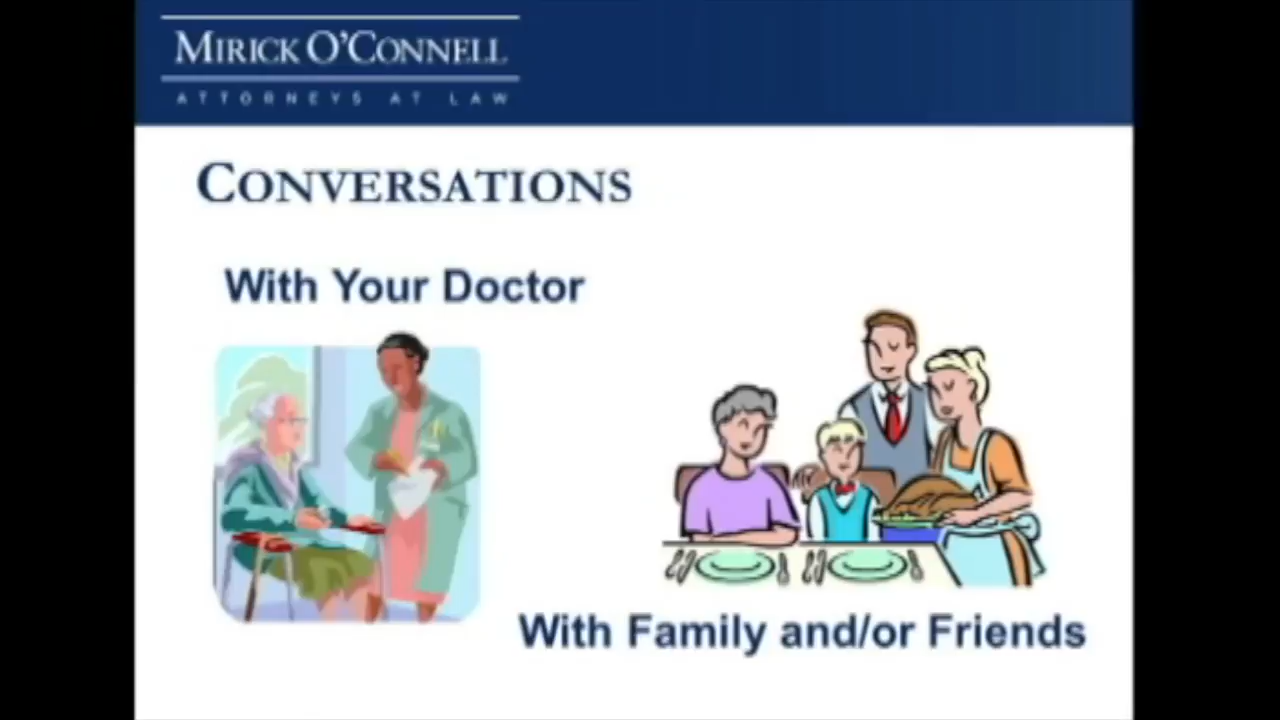 MIRICK O'CONNELL
ATTORNEYS AT LAW
CONVERSATIONS
With Your Doctor
With Family and/or Friends